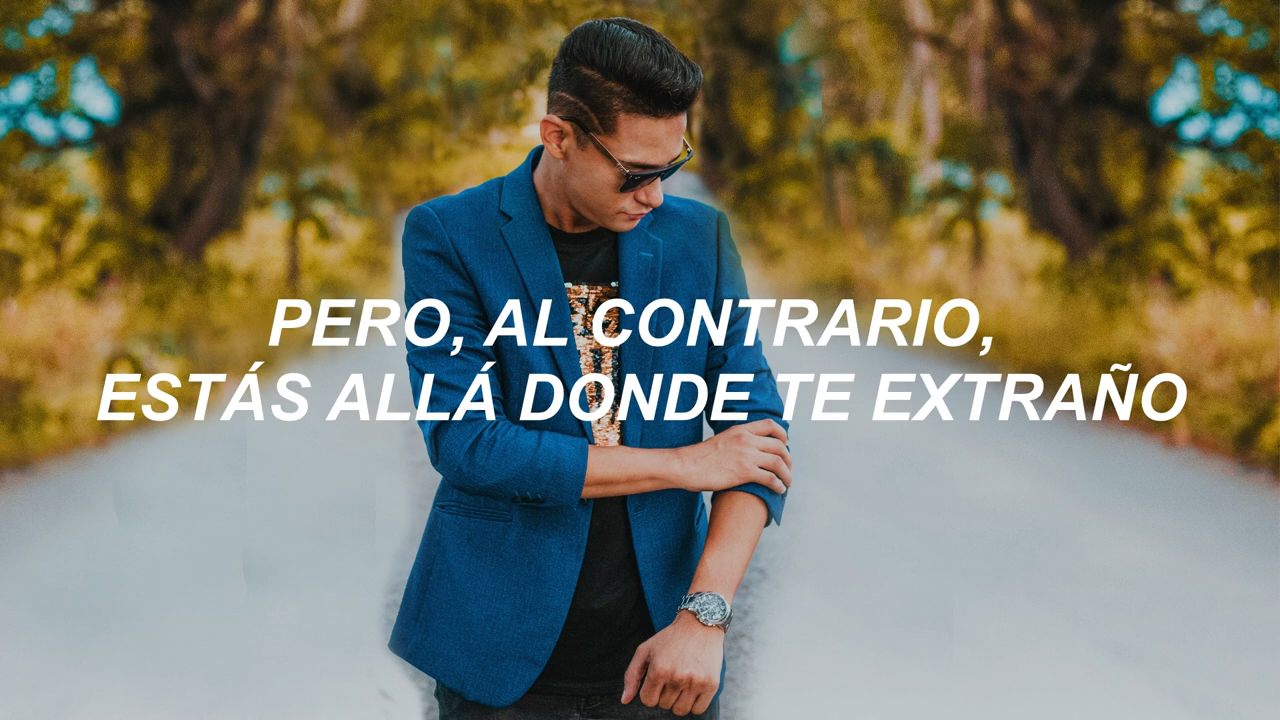 PERO, AL CONTRARIO,
ESTÁS ALLÁ DONDE TE EXTRAÑO